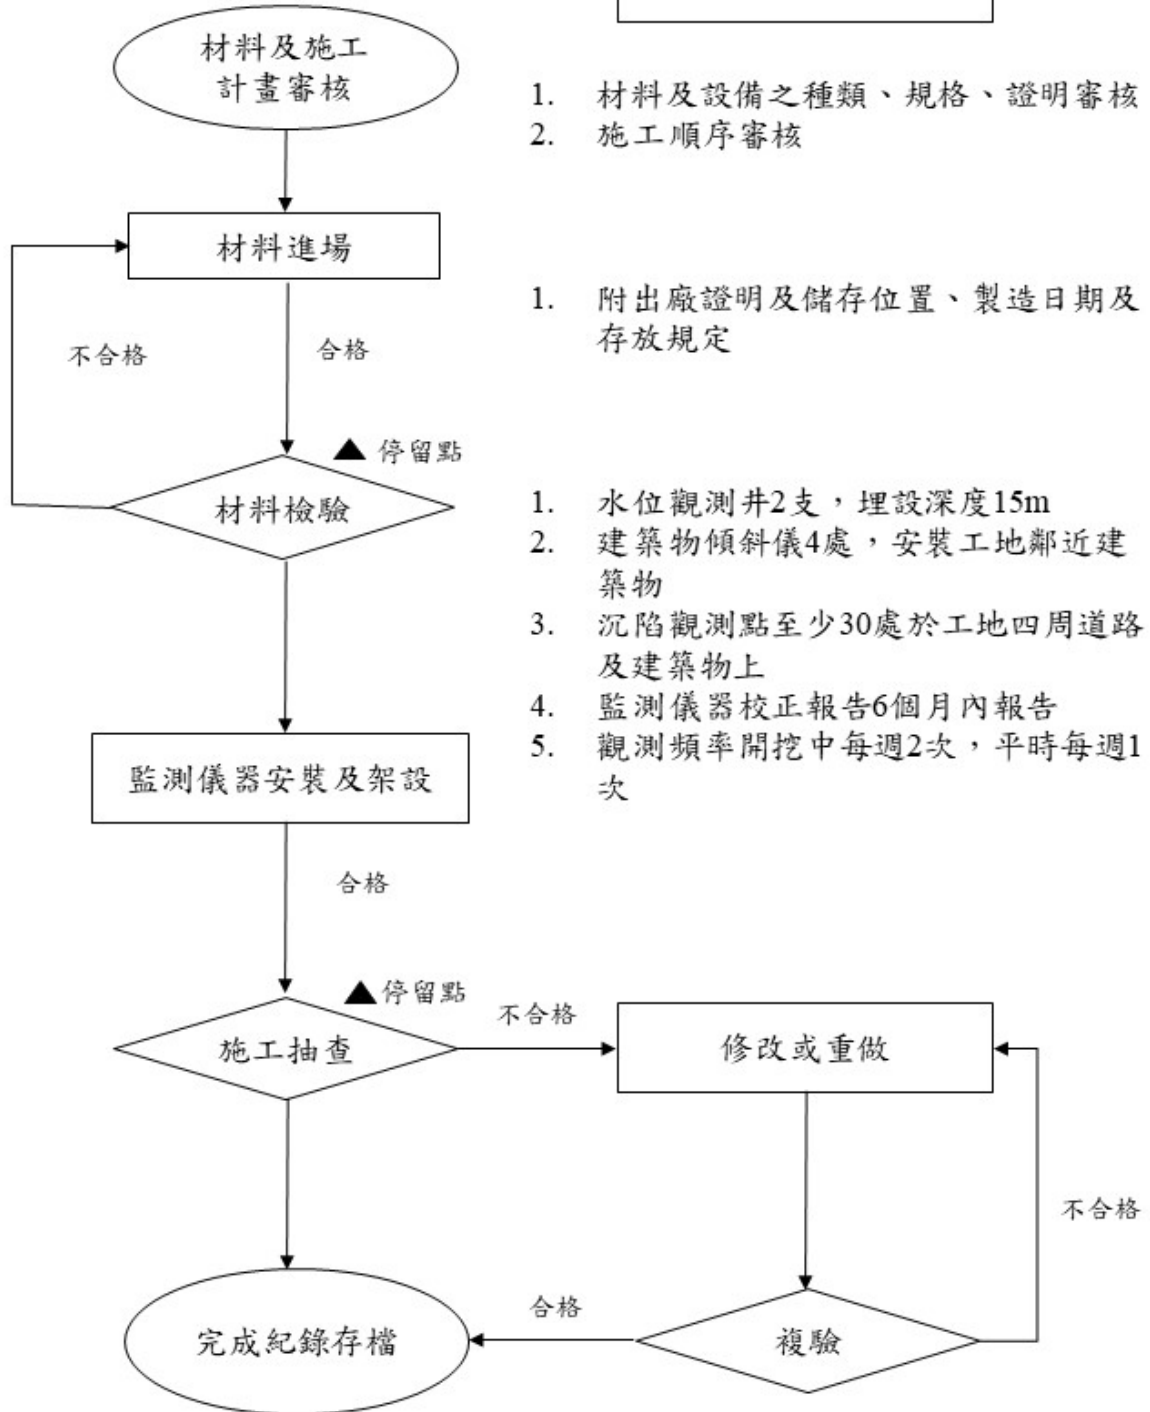 材料及施工
計畫審核
1. 材料及設備之種類、規格、證明審核
2. 施工順序審核
材料進場
1. 附出廠證明及儲存位置、製造日期及
存放規定
不合格
合格
▲ 停留點
材料檢驗
1. 水位觀測井2支，埋設深度15m
2. 建築物傾斜儀4處，安裝工地鄰近建
築物
3. 沉陷觀測點至少30處於工地四周道路
及建築物上
4. 監測儀器校正報告6個月內報告
5. 觀測頻率開挖中每週2次，平時每週1
次
監測儀器安裝及架設
合格
▲ 停留點
施工抽查
不合格
修改或重做
不合格
合格
複驗
完成紀錄存檔